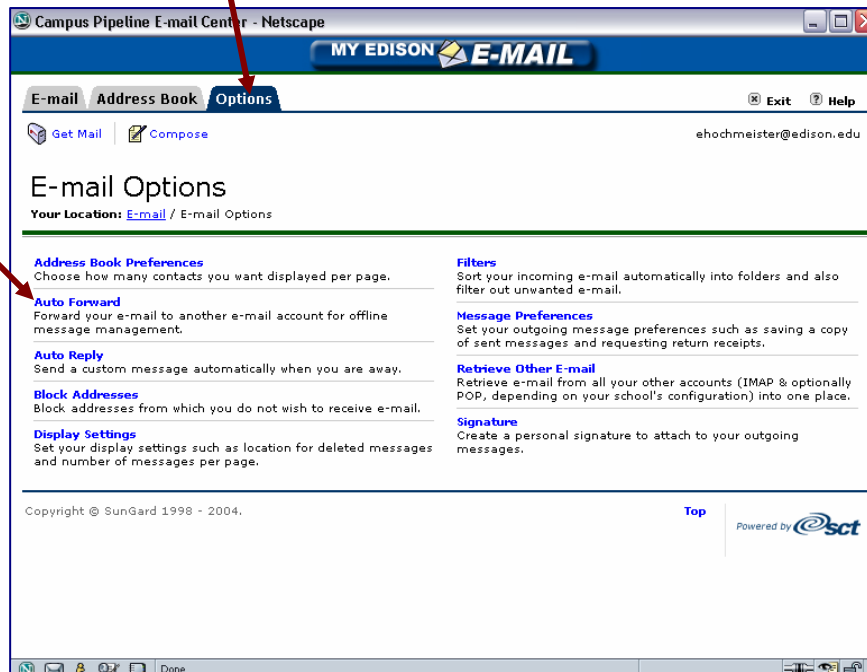 Campus Pipeline E-mail Center - Netscape
MY EDISON E-MAIL
E-mail Address Book Options
Exit Help
Get Mail Compose
ehochmeister@edison.edu
E-mail Options
Your Location: E-mail / E-mail Options
Address Book Preferences
Choose how many contacts you want displayed per page.
Auto Forward
Forward your e-mail to another e-mail account for offline
message management.
Auto Reply
Send a custom message automatically when you are away.
Block Addresses
Block addresses from which you do not wish to receive e-mail.
Display Settings
Set your display settings such as location for deleted messages
and number of messages per page.
Filters
Sort your incoming e-mail automatically into folders and also
filter out unwanted e-mail.
Message Preferences
Set your outgoing message preferences such as saving a copy
of sent messages and requesting return receipts.
Retrieve Other E-mail
Retrieve e-mail from all your other accounts (IMAP & optionally
POP, depending on your school's configuration) into one place.
Signature
Create a personal signature to attach to your outgoing
messages.
Copyright © SunGard 1998 - 2004.
Top
Powered by sct
Done